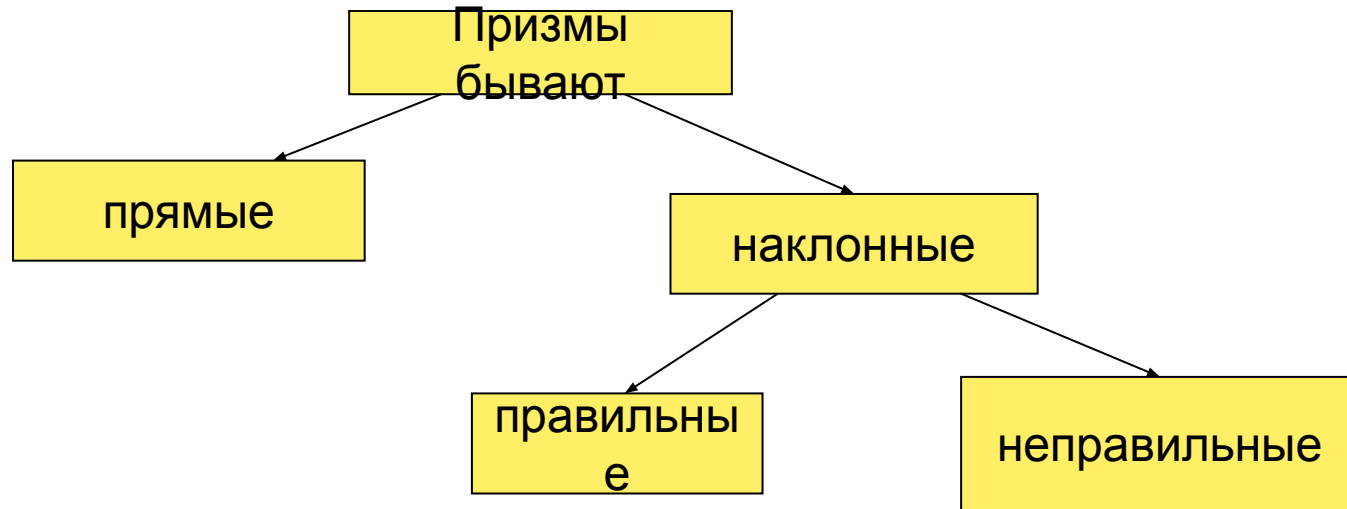 Призмы
бывают
прямые
наклонные
правильны
е
неправильные